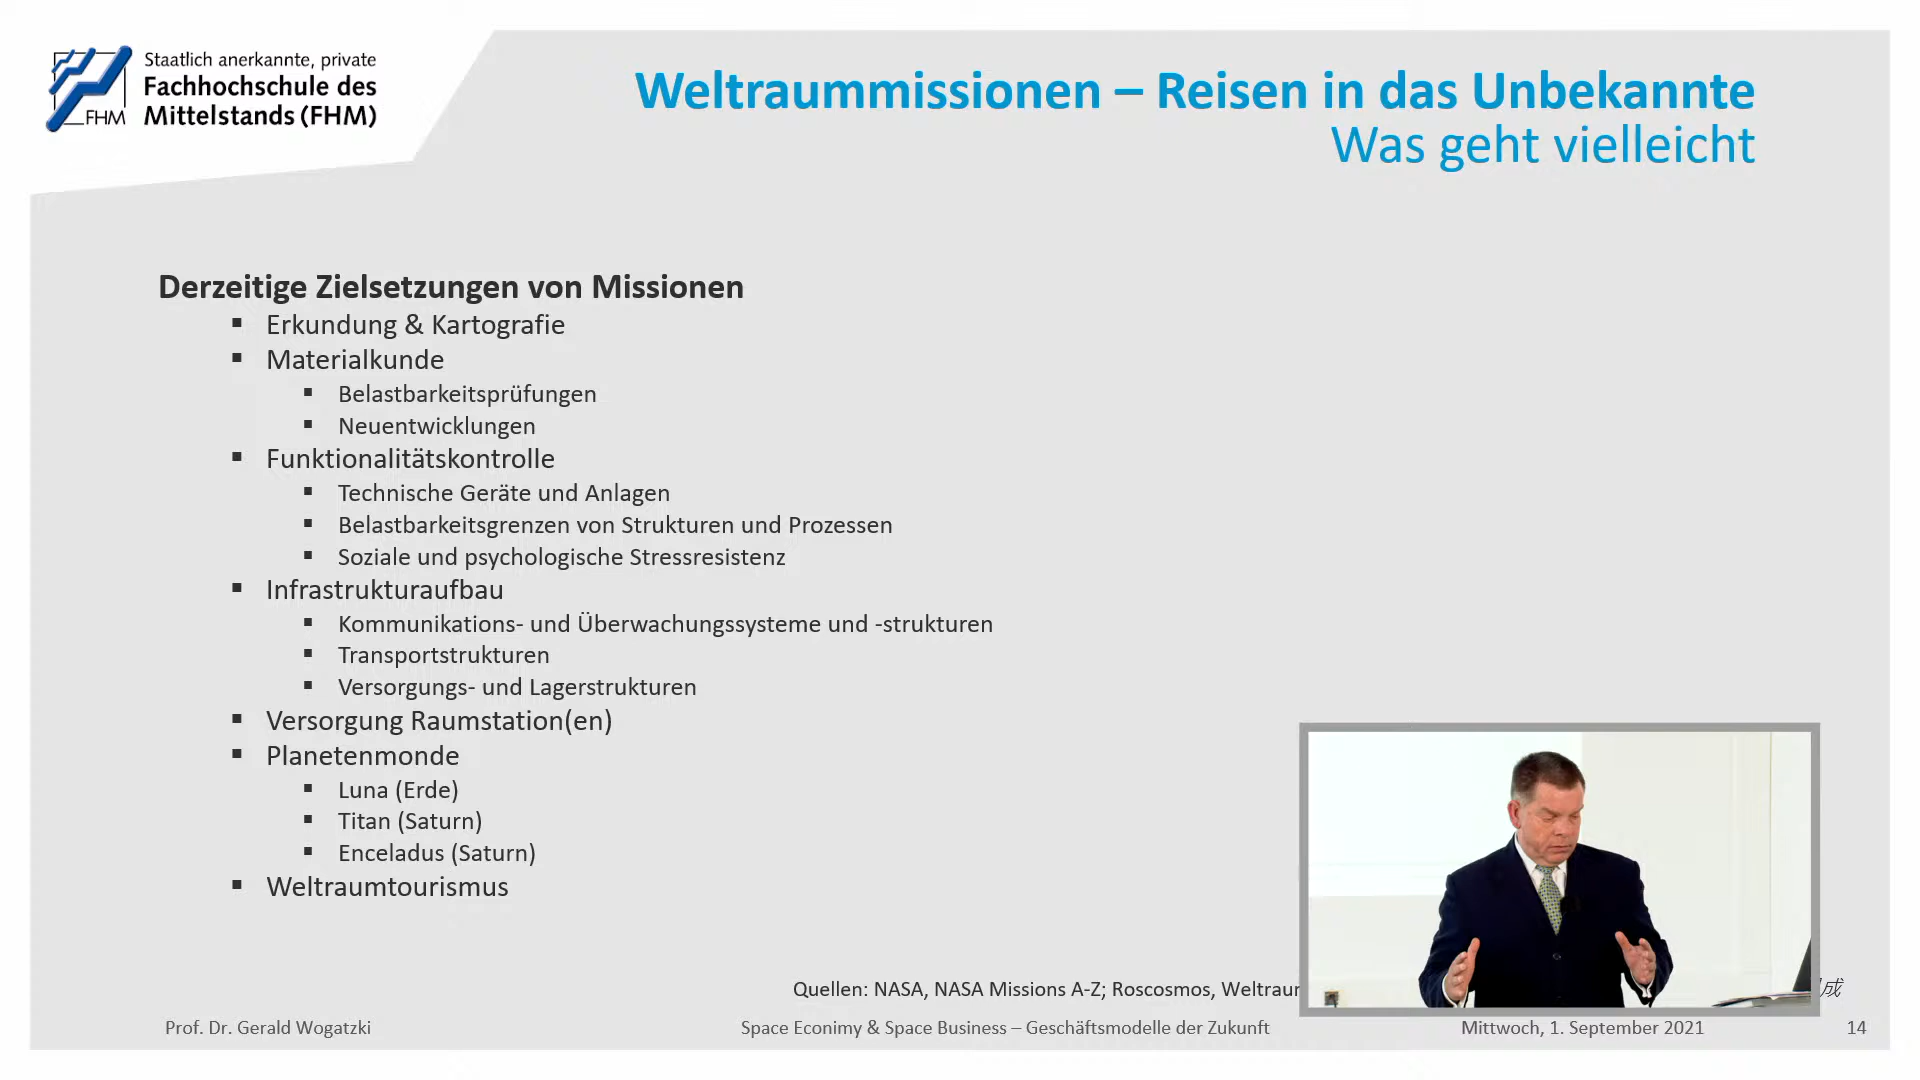 Staatlich anerkannte, private
Fachhochschule des
Mittelstands (FHM)
FHM
Weltraummissionen – Reisen in das Unbekannte
Was geht vielleicht
Derzeitige Zielsetzungen von Missionen
▪ Erkundung & Kartografie
▪ Materialkunde
▪ Belastbarkeitsprüfungen
▪ Neuentwicklungen
▪ Funktionalitätskontrolle
▪ Technische Geräte und Anlagen
▪ Belastbarkeitsgrenzen von Strukturen und Prozessen
▪ Soziale und psychologische Stressresistenz
▪ Infrastrukturaufbau
▪ Kommunikations- und Überwachungssysteme und -strukturen
▪ Transportstrukturen
▪ Versorgungs- und Lagerstrukturen
▪ Versorgung Raumstation(en)
▪ Planetenmonde
▪ Luna (Erde)
▪ Titan (Saturn)
▪ Enceladus (Saturn)
▪ Weltraumtourismus
Quellen: NASA, NASA Missions A-Z; Roscosmos,
Prof. Dr. Gerald Wogatzki
Space Econimy & Space Business – Geschäftsmodelle der Zukunft
Mittwoch, 1. September 2021
14